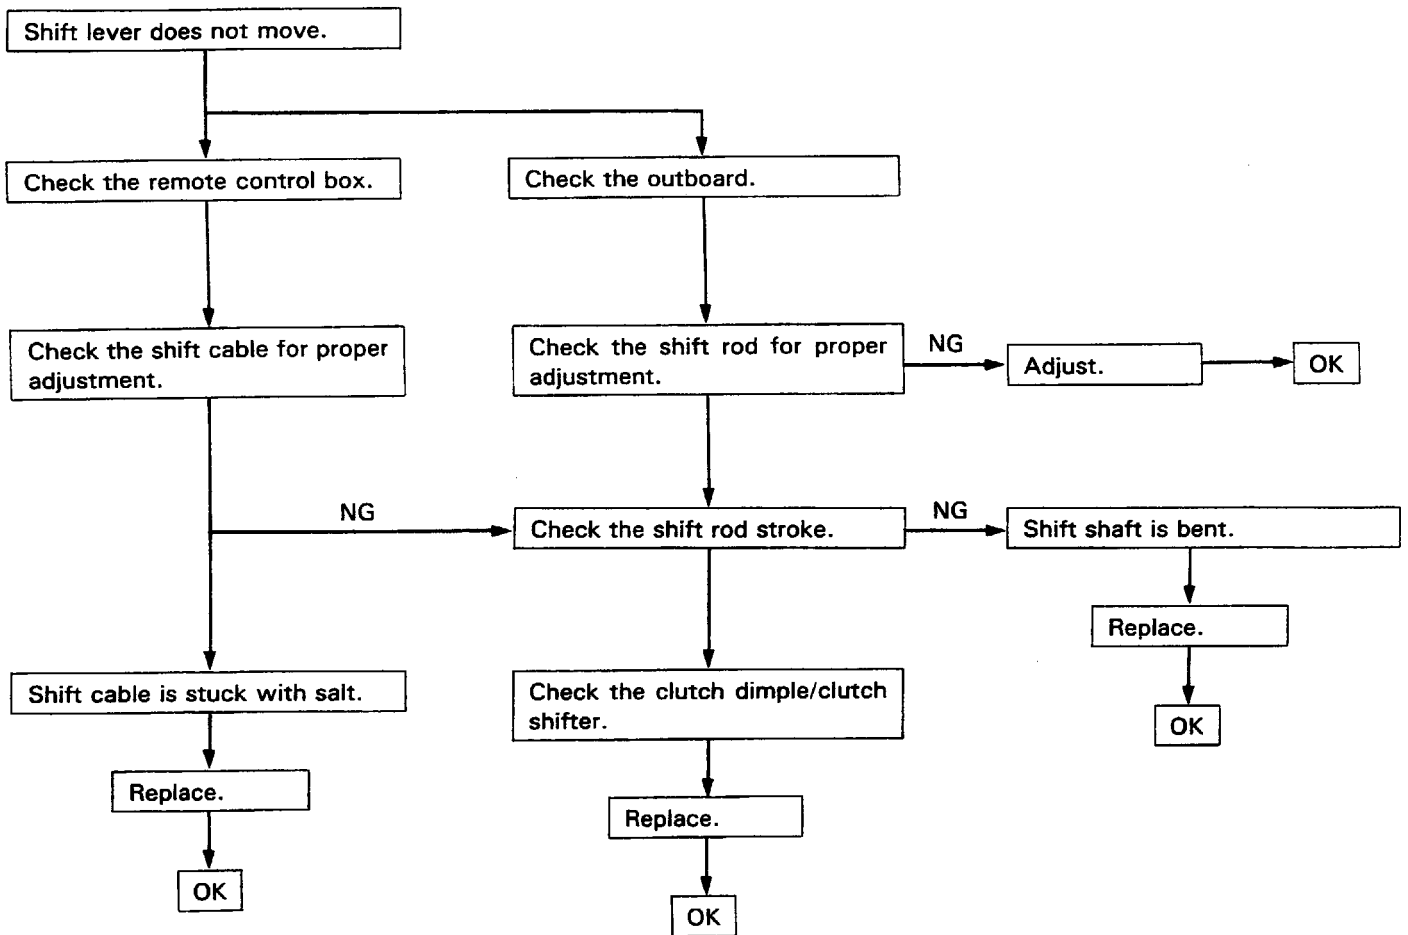 Shift lever does not move.
Check the remote control box.
Check the outboard.
Check the shift cable for proper
adjustment.
Check the shift rod for proper
adjustment.
NG
Adjust.
OK
NG
Check the shift rod stroke.
NG
Shift shaft is bent.
Replace.
OK
Shift cable is stuck with salt.
Check the clutch dimple/clutch
shifter.
Replace.
Replace.
OK
OK